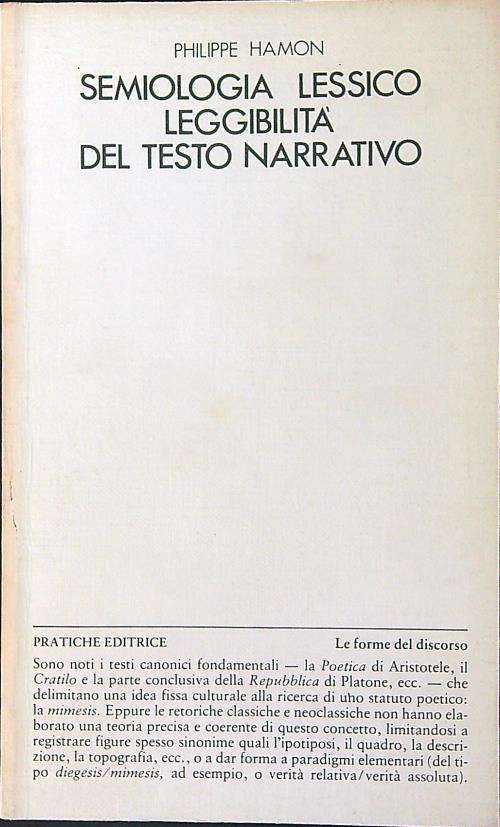 PHILIPPE HAMON
SEMIOLOGIA LESSICO
LEGGIBILITÀ
DEL TESTO NARRATIVO
PRATICHE EDITRICE Le forme del discorso
Sono noti i testi canonici fondamentali — la Poetica di Aristotele, il
Cratilo e la parte conclusiva della Repubblica di Platone, ecc. — che
delimitano una idea fissa culturale alla ricerca di uno statuto poetico:
la mimesis. Eppure le retoriche classiche e neoclassiche non hanno ela-
borato una teoria precisa e coerente di questo concetto, limitandosi a
registrare figure spesso sinonime quali l'ipotiposi, il quadro, la descri-
zione, la topografia, ecc., o a dar forma a paradigmi elementari (del ti-
po diegesis/mimesis, ad esempio, o verità relativa/verità assoluta).